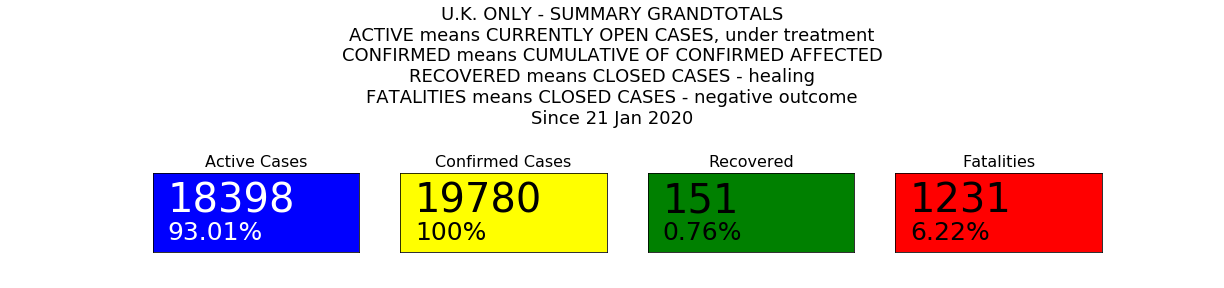 U.K. ONLY - SUMMARY GRANDTOTALS
ACTIVE means CURRENTLY OPEN CASES, under treatment
CONFIRMED means CUMULATIVE OF CONFIRMED AFFECTED
RECOVERED means CLOSED CASES - healing
FATALITIES means CLOSED CASES - negative outcome
Since 21 Jan 2020
Active Cases
18398
93.01%
Confirmed Cases
19780
100%
Recovered
151
0.76%
Fatalities
1231
6.22%